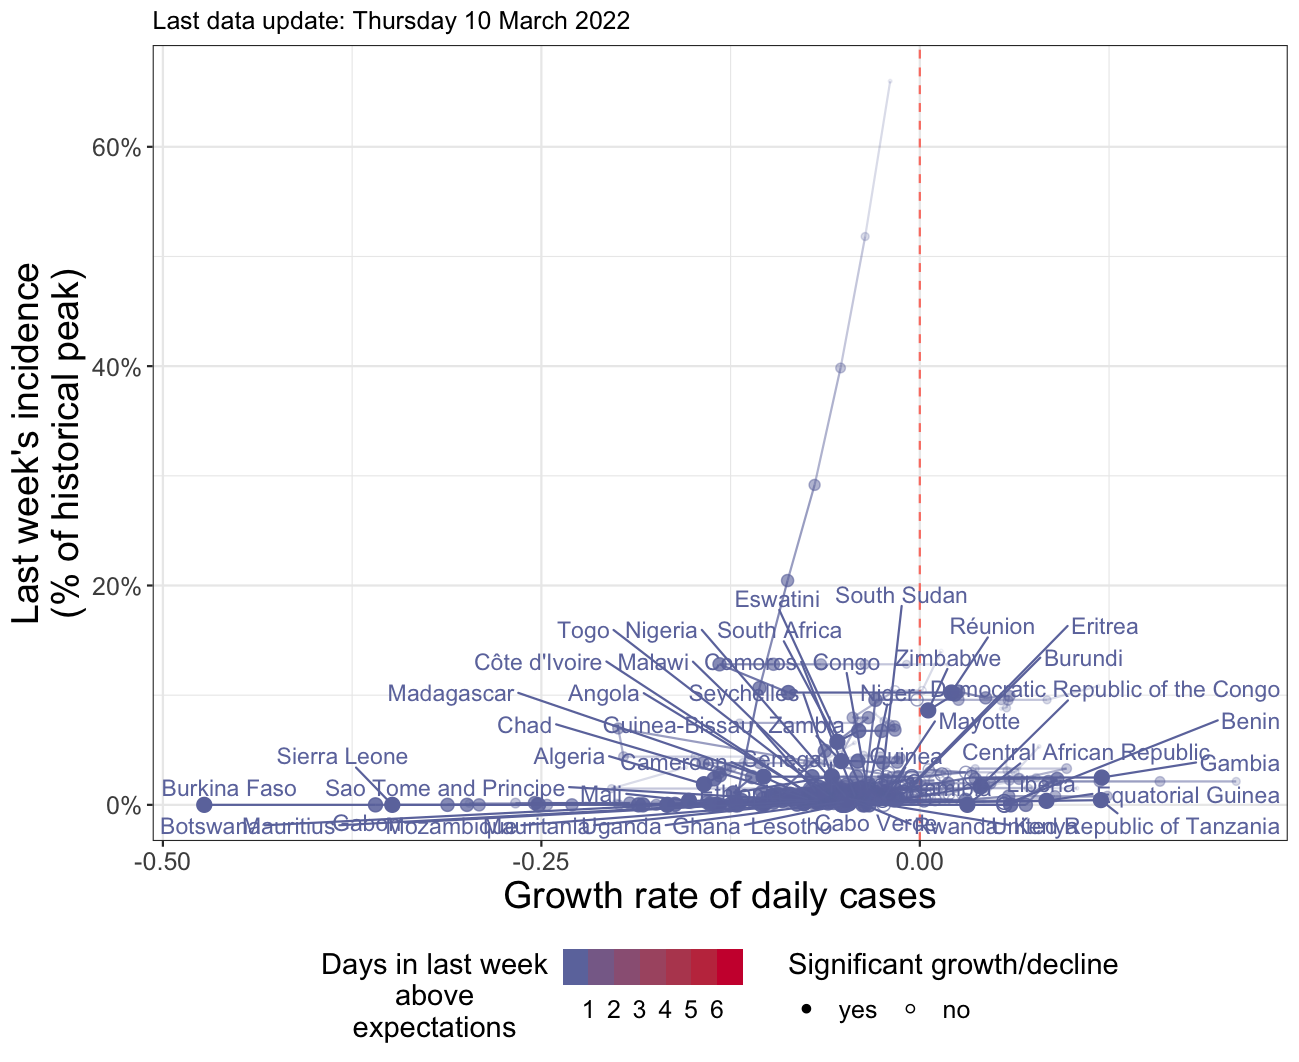 Last data update: Thursday 10 March 2022
Last week's incidence
(% of historical peak)
60%
40%
20%
0%
Eswatini
South Sudan
Togo
Nigeria
South Africa
Réunion
Eritrea
Côte d'Ivoire
Malawi
Comoros
Congo
Zimbabwe
Burundi
Madagascar
Angola
Seychelles
Niger
Democratic Republic of the Congo
Chad
Guinea-Bissau
Zambia
Mayotte
Benin
Sierra Leone
Algeria
Cameroon
Senegal
Guinea
Central African Republic
Gambia
Burkina Faso
Sao Tome and Principe
Mali
Liberia
Equatorial Guinea
Botswana
Mauritius
Gabon
Mozambique
Mauritania
Uganda
Ghana
Lesotho
Cabo Verde
Rwanda
Kenya
United Republic of Tanzania
-0.50
-0.25
0.00
Growth rate of daily cases
Days in last week
above
expectations
1 2 3 4 5 6
Significant growth/decline
yes
no